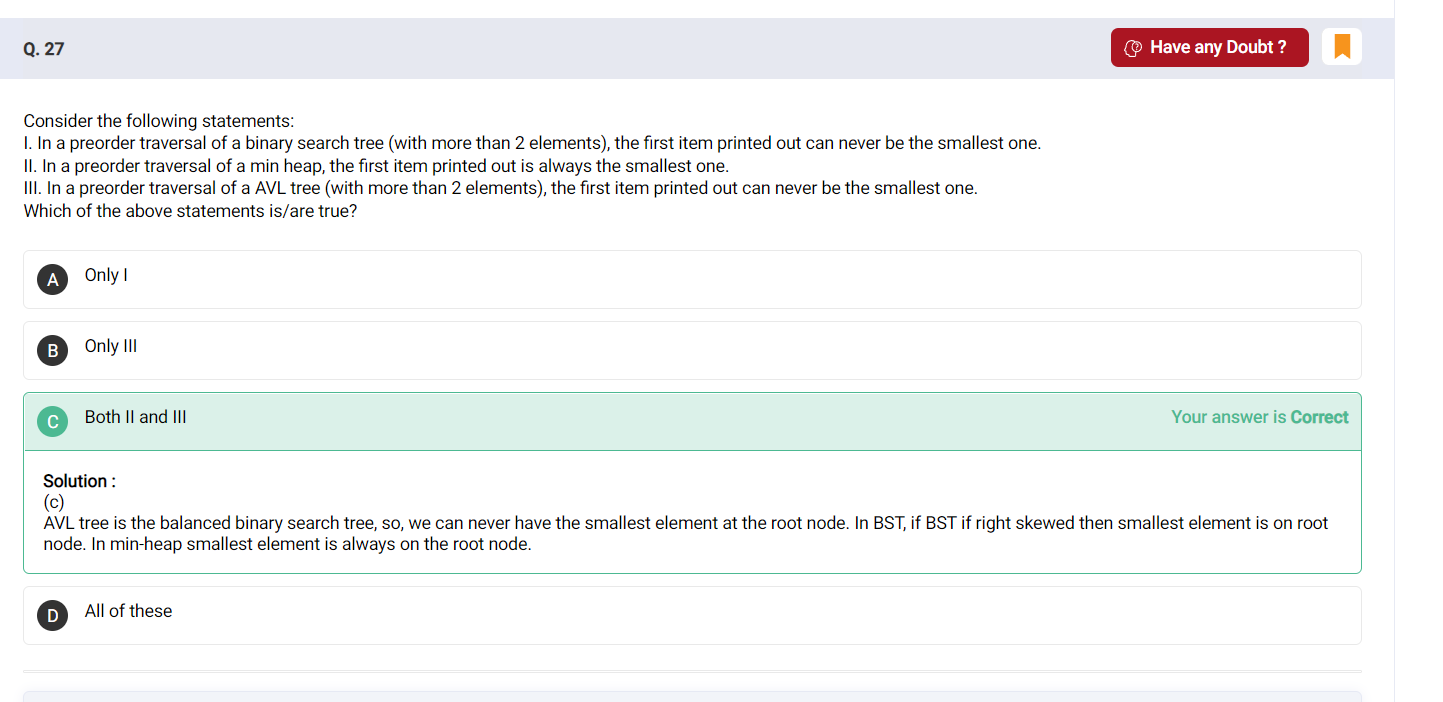 Q. 27
Have any Doubt ?
Consider the following statements:
I. In a preorder traversal of a binary search tree (with more than 2 elements), the first item printed out can never be the smallest one.
II. In a preorder traversal of a min heap, the first item printed out is always the smallest one.
III. In a preorder traversal of a AVL tree (with more than 2 elements), the first item printed out can never be the smallest one.
Which of the above statements is/are true?
A Only I
B Only III
C Both II and III Your answer is Correct
Solution :
(c)
AVL tree is the balanced binary search tree, so, we can never have the smallest element at the root node. In BST, if BST if right skewed then smallest element is on root
node. In min-heap smallest element is always on the root node.
D All of these